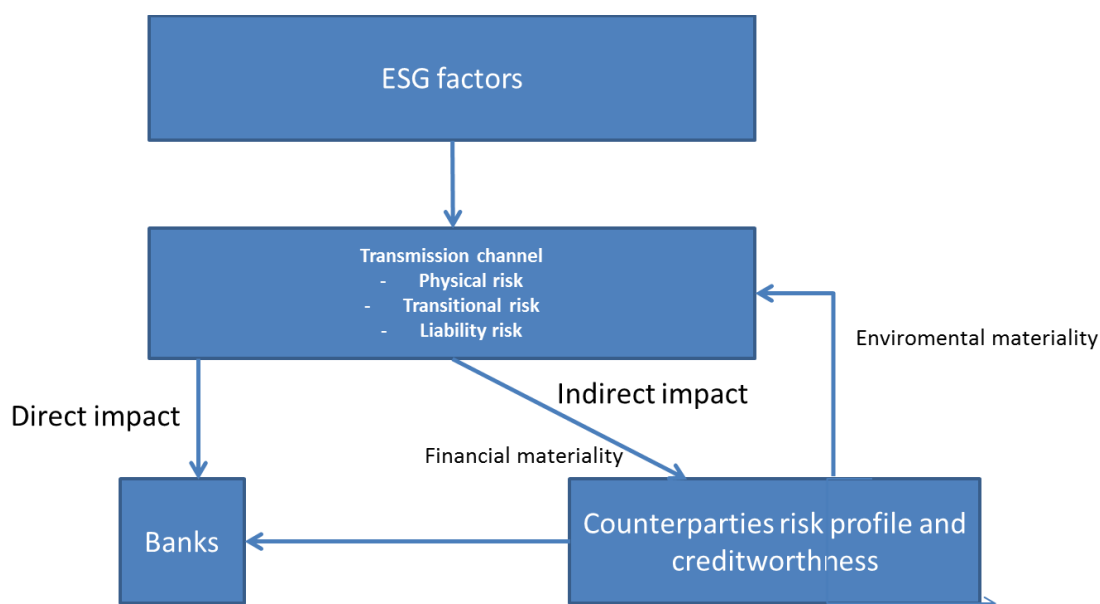 ESG factors
Transmission channel
- Physical risk
- Transitional risk
- Liability risk
Enviromental materiality
Indirect impact
Direct impact
Financial materiality
Counterparties risk profile and
creditworthness
Banks